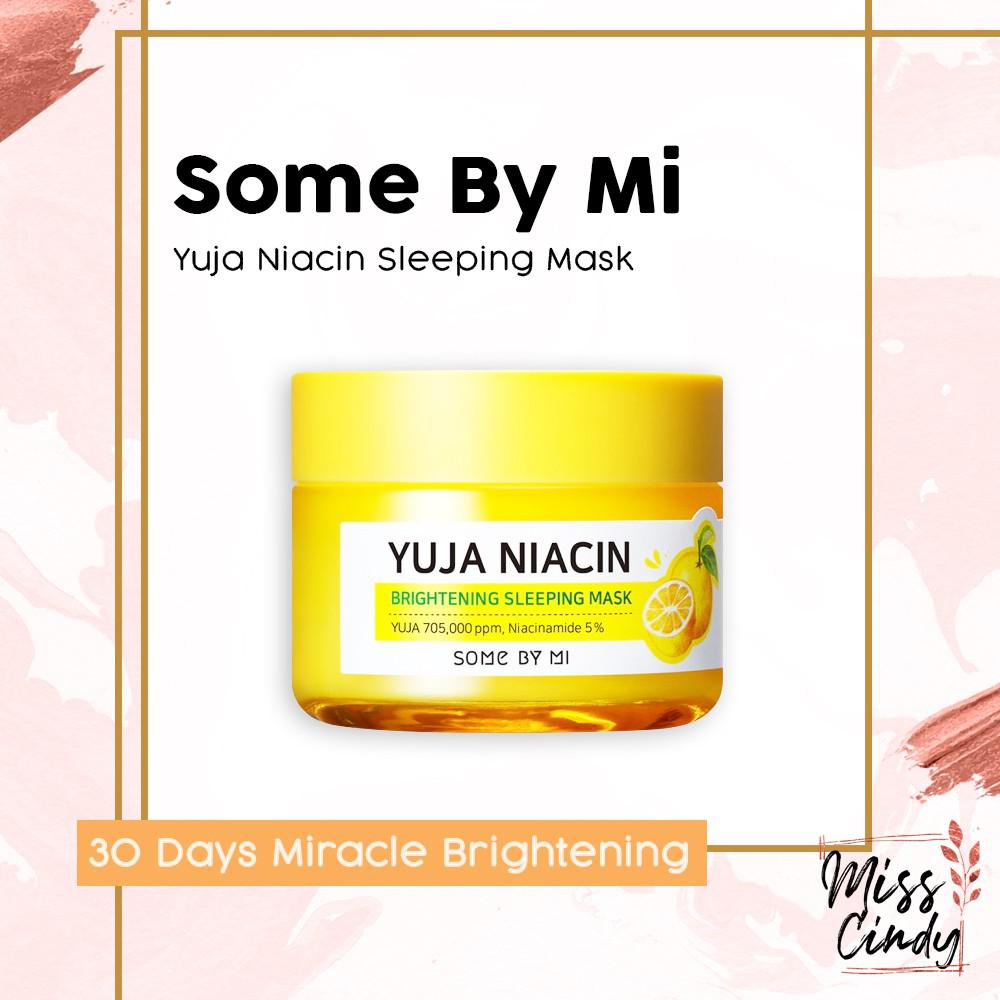 Some By Mi
Yuja Niacin Sleeping Mask
YUJA NIACIN
BRIGHTENING SLEEPING MASK
YUJA 705,000 ppm, Niacinamide 5%
SOME BY MI
30 Days Miracle Brightening
Miss
Cindy